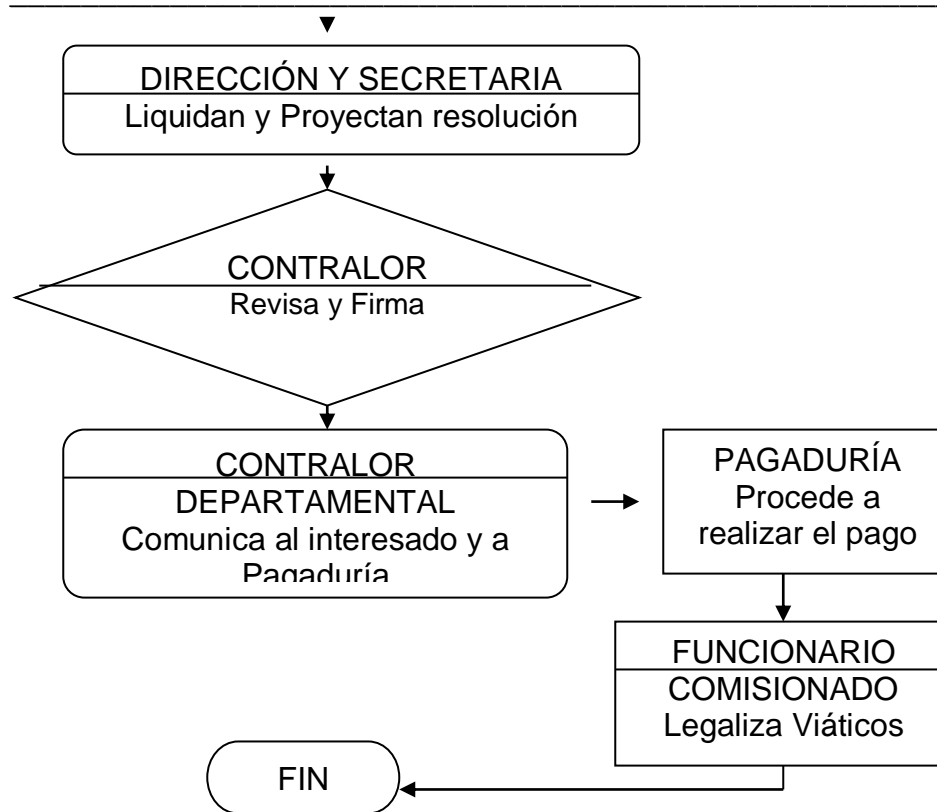 DIRECCIÓN Y SECRETARIA
Liquidan y Proyectan resolución
CONTRALOR
Revisa y Firma
CONTRALOR
DEPARTAMENTAL
Comunica al interesado y a
Pagaduría
PAGADURÍA
Procede a
realizar el pago
FUNCIONARIO
COMISIONADO
Legaliza Viáticos
FIN